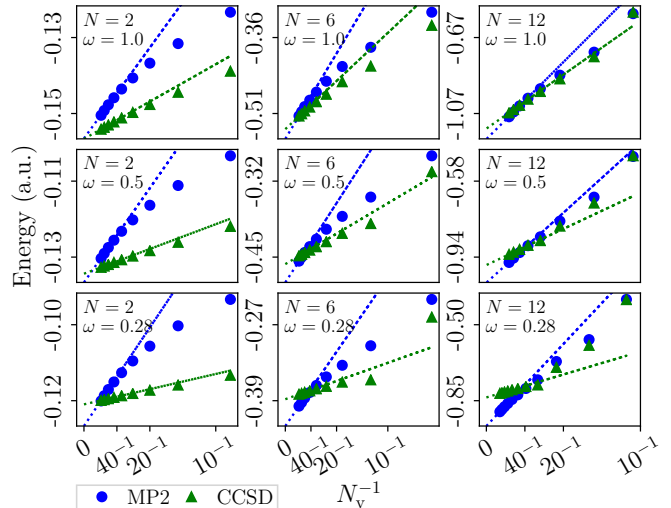 N = 2
ω = 1.0
−0.13
−0.15
N = 6
ω = 1.0
−0.36
−0.51
N = 12
ω = 1.0
−0.67
−1.07
N = 2
ω = 0.5
−0.11
−0.13
N = 6
ω = 0.5
−0.32
−0.45
N = 12
ω = 0.5
−0.58
−0.94
N = 2
ω = 0.28
−0.10
−0.12
N = 6
ω = 0.28
−0.27
−0.39
N = 12
ω = 0.28
−0.50
−0.85
Energy (a.u.)
0 40⁻¹ 20⁻¹ 10⁻¹
0 40⁻¹ 20⁻¹ 10⁻¹
0 40⁻¹ 20⁻¹ 10⁻¹
N_v⁻¹
MP2 CCSD